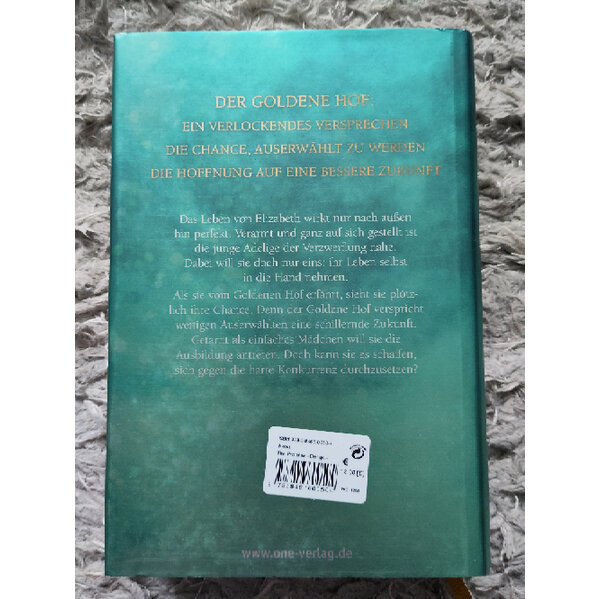 DER GOLDENE HOF:
EIN VERLOCKENDES VERSPRECHEN
DIE CHANCE, AUSERWÄHLT ZU WERDEN
DIE HOFFNUNG AUF EINE BESSERE ZUKUNFT
Das Leben von Elizabeth wirkt nur nach außen
hin perfekt. Verarmt und ganz auf sich gestellt ist
die junge Adelige der Verzweiflung nahe.
Dabei will sie doch nur eins: ihr Leben selbst
in die Hand nehmen.
Als sie vom Goldenen Hof erfährt, sieht sie plötz-
lich ihre Chance. Denn der Goldene Hof verspricht
wenigen Auserwählten eine schillernde Zukunft.
Getarnt als einfaches Mädchen will sie die
Ausbildung antreten. Doch kann sie es schaffen,
sich gegen die harte Konkurrenz durchzusetzen?
ISBN
€
www.one-verlag.de